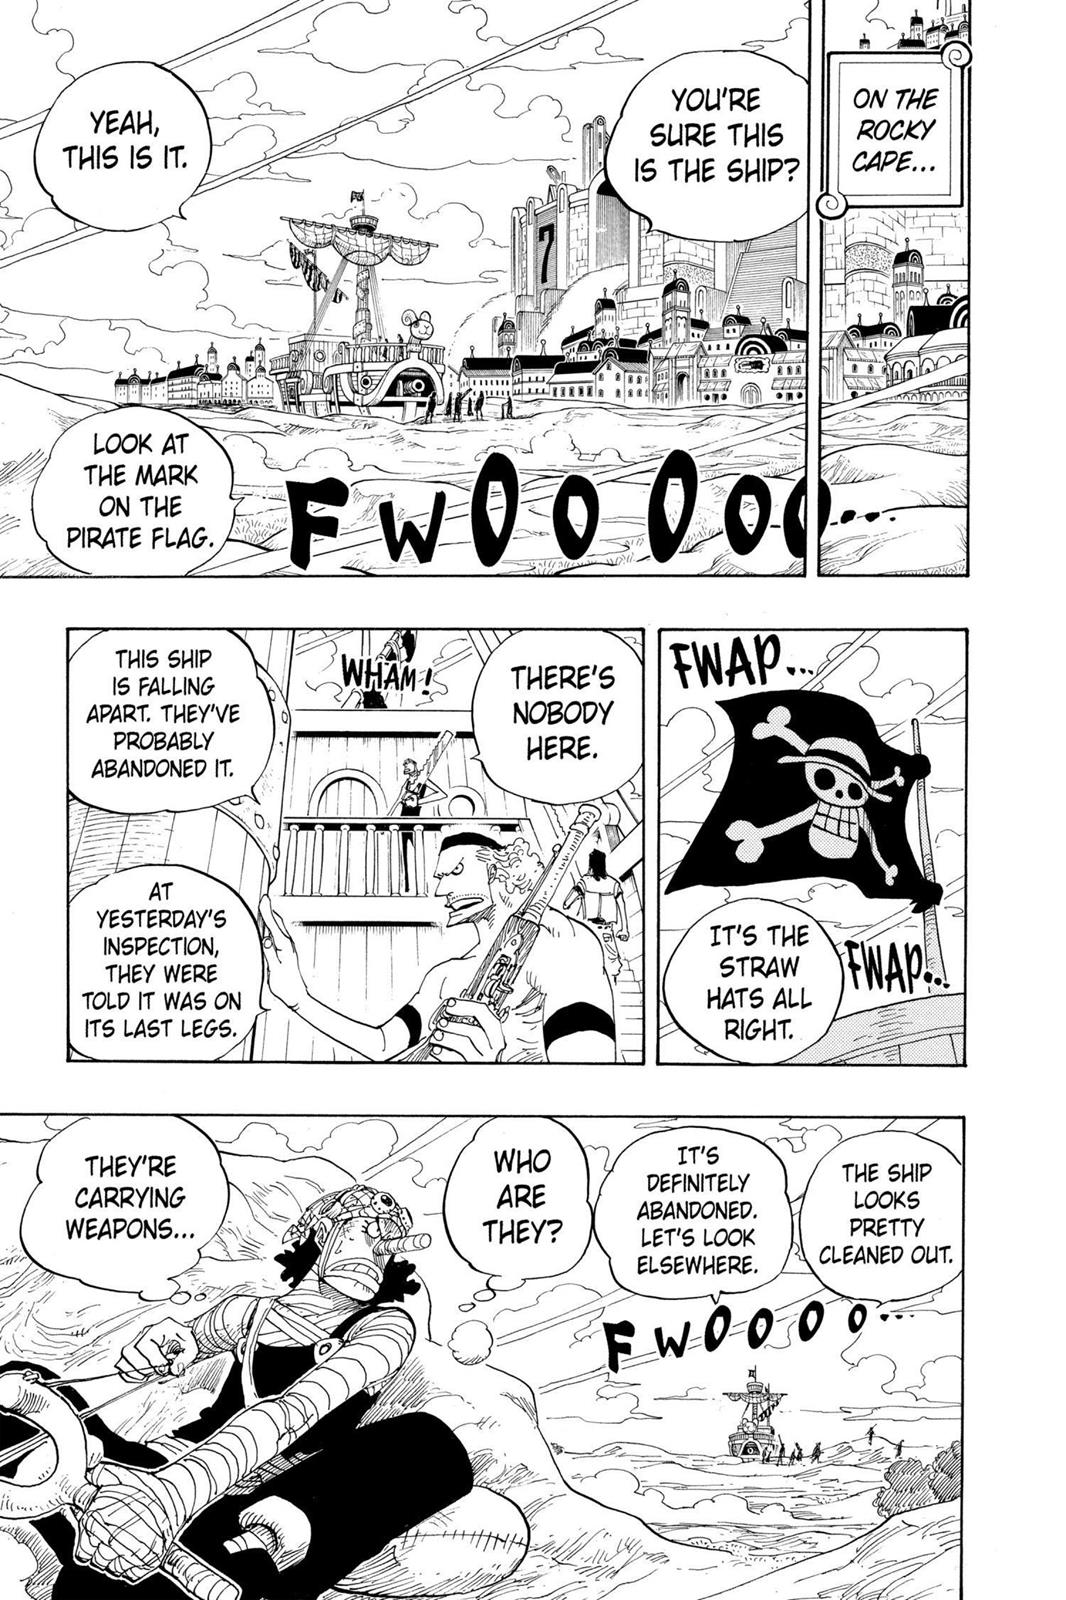 ON THE
ROCKY
CAPE...
YOU'RE
SURE THIS
IS THE SHIP?
YEAH,
THIS IS IT.
7
LOOK AT
THE MARK
ON THE
PIRATE FLAG.
FWOOOOO...
FWAP...
IT'S THE
STRAW
HATS ALL
RIGHT.
FWAP...
THERE'S
NOBODY
HERE.
WHAM!
THIS SHIP
IS FALLING
APART. THEY'VE
PROBABLY
ABANDONED IT.
AT
YESTERDAY'S
INSPECTION,
THEY WERE
TOLD IT WAS ON
ITS LAST LEGS.
THE SHIP
LOOKS
PRETTY
CLEANED OUT.
IT'S
DEFINITELY
ABANDONED.
LET'S LOOK
ELSEWHERE.
FWOOOO...
WHO
ARE
THEY?
THEY'RE
CARRYING
WEAPONS...